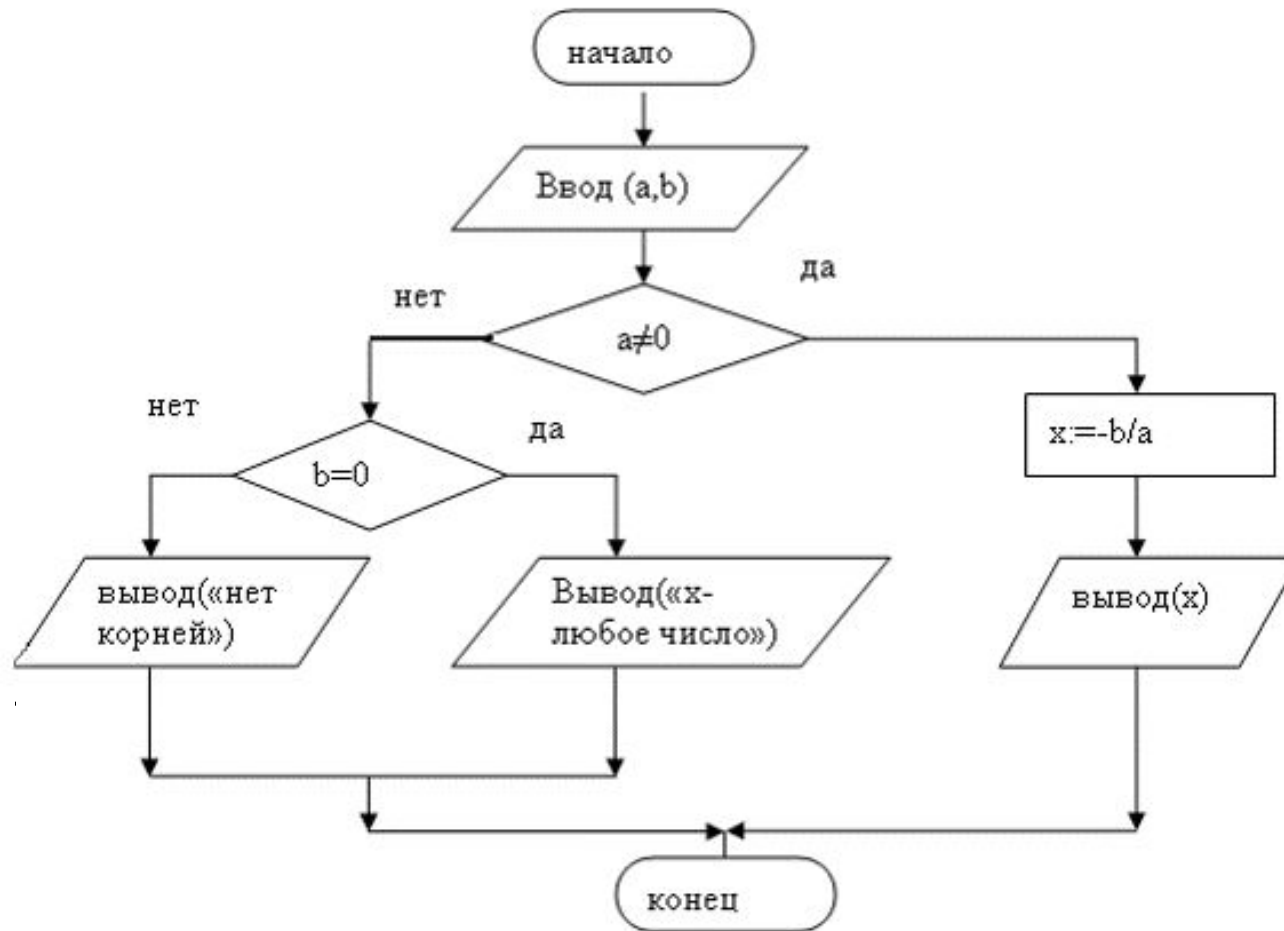 начало
Ввод (a,b)
да
нет
a≠0
нет
да
x:=-b/a
b=0
вывод(«нет
корней»)
Вывод(«x-
любое число»)
вывод(x)
конец